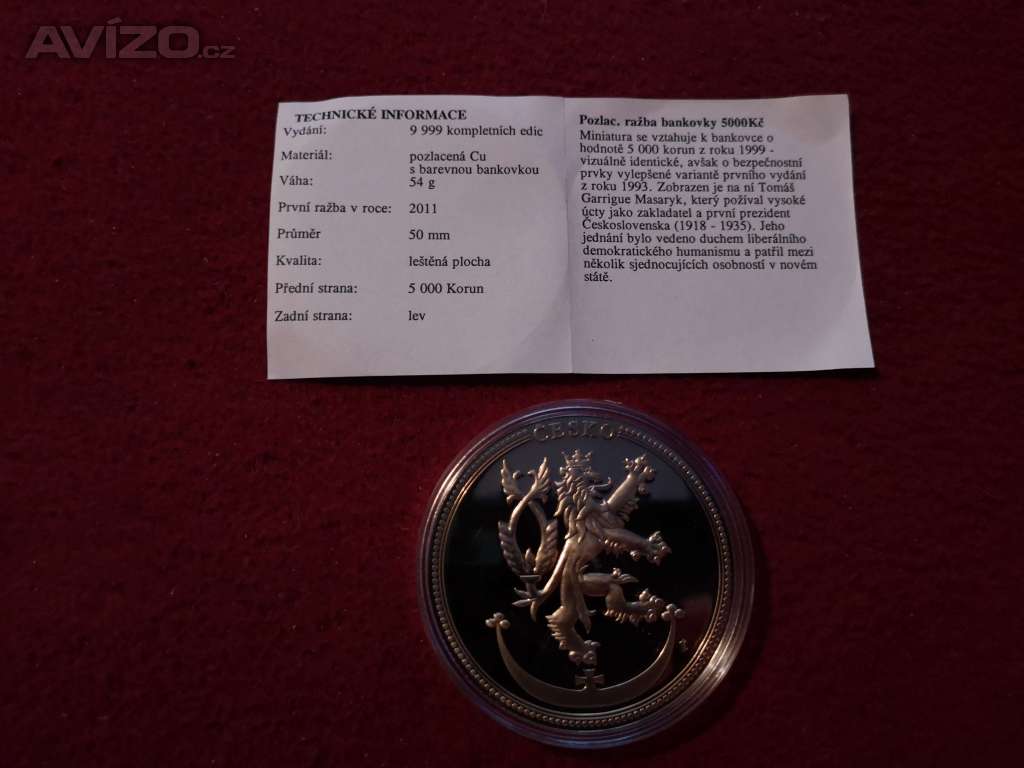 AVÍZO.cz
TECHNICKÉ INFORMACE
Vydání: 9 999 kompletních edic
Materiál: pozlacená Cu
s barevnou bankovkou
Váha: 54 g
První ražba v roce: 2011
Průměr 50 mm
Kvalita: leštěná plocha
Přední strana: 5 000 Korun
Zadní strana: lev
Pozlac. ražba bankovky 5000Kč
Miniatura se vztahuje k bankovce o
hodnotě 5 000 korun z roku 1999 -
vizuálně identické, avšak o bezpečnostní
prvky vylepšené variantě prvního vydání
z roku 1993. Zobrazen je na ní Tomáš
Garrigue Masaryk, který požíval vysoké
úcty jako zakladatel a první prezident
Československa (1918 - 1935). Jeho
jednání bylo vedeno duchem liberálního
demokratického humanismu a patřil mezi
několik sjednocujících osobností v novém
státě.
ČESKO